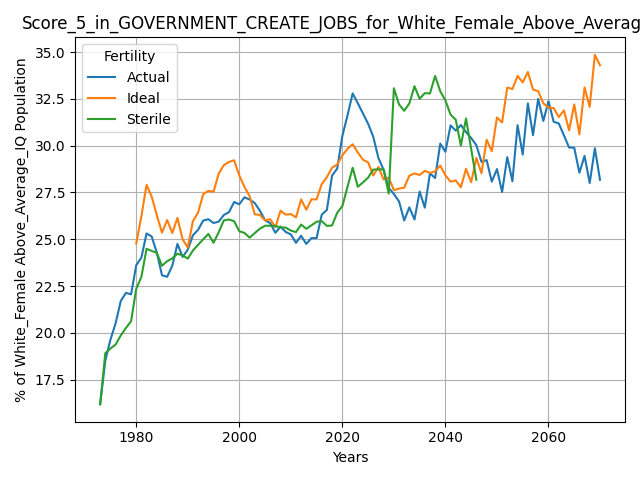 Score_5_in_GOVERNMENT_CREATE_JOBS_for_White_Female_Above_Averag
% of White_Female Above_Average_IQ Population
35.0
32.5
30.0
27.5
25.0
22.5
20.0
17.5
Fertility
Actual
Ideal
Sterile
1980
2000
2020
2040
2060
Years